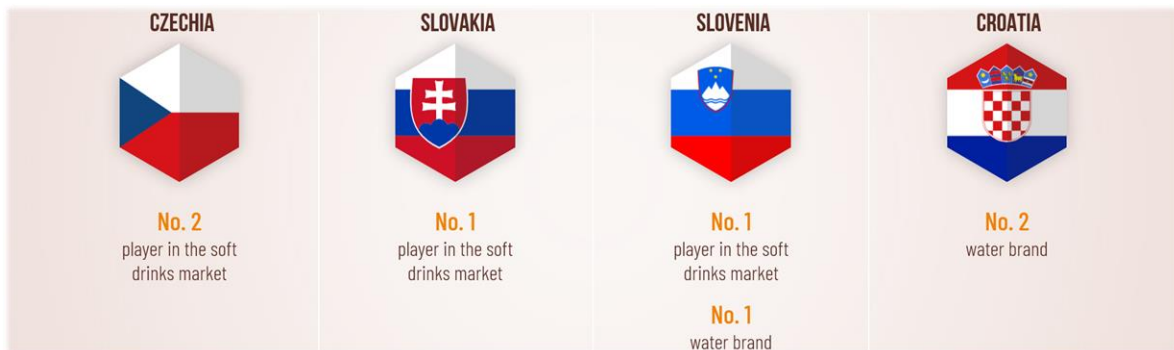 CZECHIA
No. 2
player in the soft
drinks market
SLOVAKIA
No. 1
player in the soft
drinks market
SLOVENIA
No. 1
player in the soft
drinks market
No. 1
water brand
CROATIA
No. 2
water brand